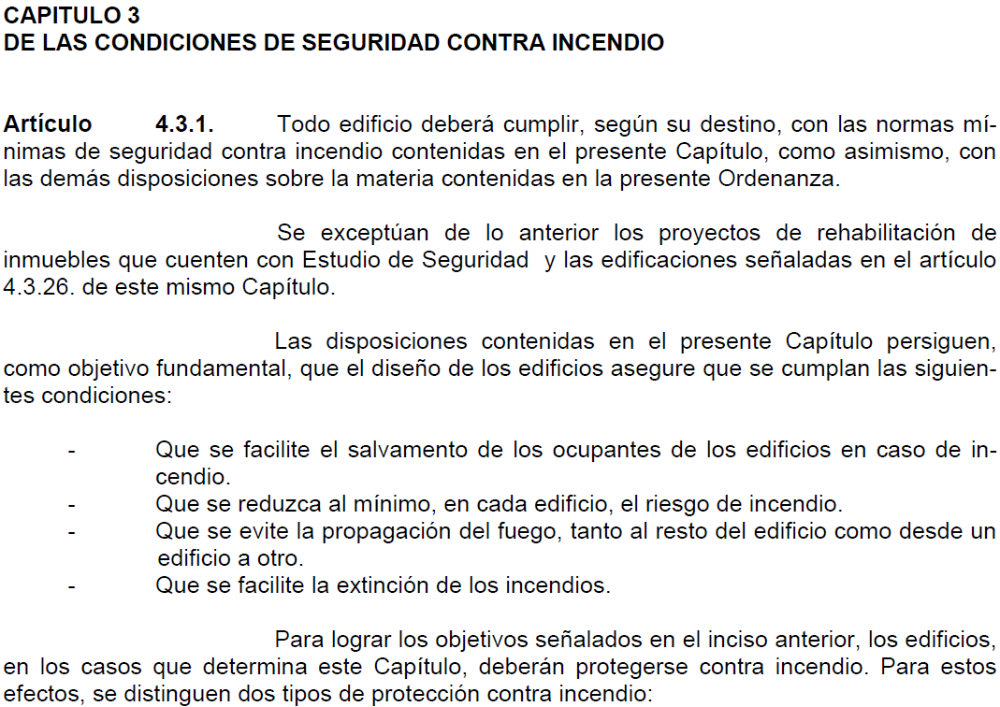 CAPITULO 3
DE LAS CONDICIONES DE SEGURIDAD CONTRA INCENDIO
Artículo 4.3.1. Todo edificio deberá cumplir, según su destino, con las normas mí-
nimas de seguridad contra incendio contenidas en el presente Capítulo, como asimismo, con
las demás disposiciones sobre la materia contenidas en la presente Ordenanza.
Se exceptúan de lo anterior los proyectos de rehabilitación de
inmuebles que cuenten con Estudio de Seguridad y las edificaciones señaladas en el artículo
4.3.26. de este mismo Capítulo.
Las disposiciones contenidas en el presente Capítulo persiguen,
como objetivo fundamental, que el diseño de los edificios asegure que se cumplan las siguien-
tes condiciones:
- Que se facilite el salvamento de los ocupantes de los edificios en caso de in-
cendio.
- Que se reduzca al mínimo, en cada edificio, el riesgo de incendio.
- Que se evite la propagación del fuego, tanto al resto del edificio como desde un
edificio a otro.
- Que se facilite la extinción de los incendios.
Para lograr los objetivos señalados en el inciso anterior, los edificios,
en los casos que determina este Capítulo, deberán protegerse contra incendio. Para estos
efectos, se distinguen dos tipos de protección contra incendio: